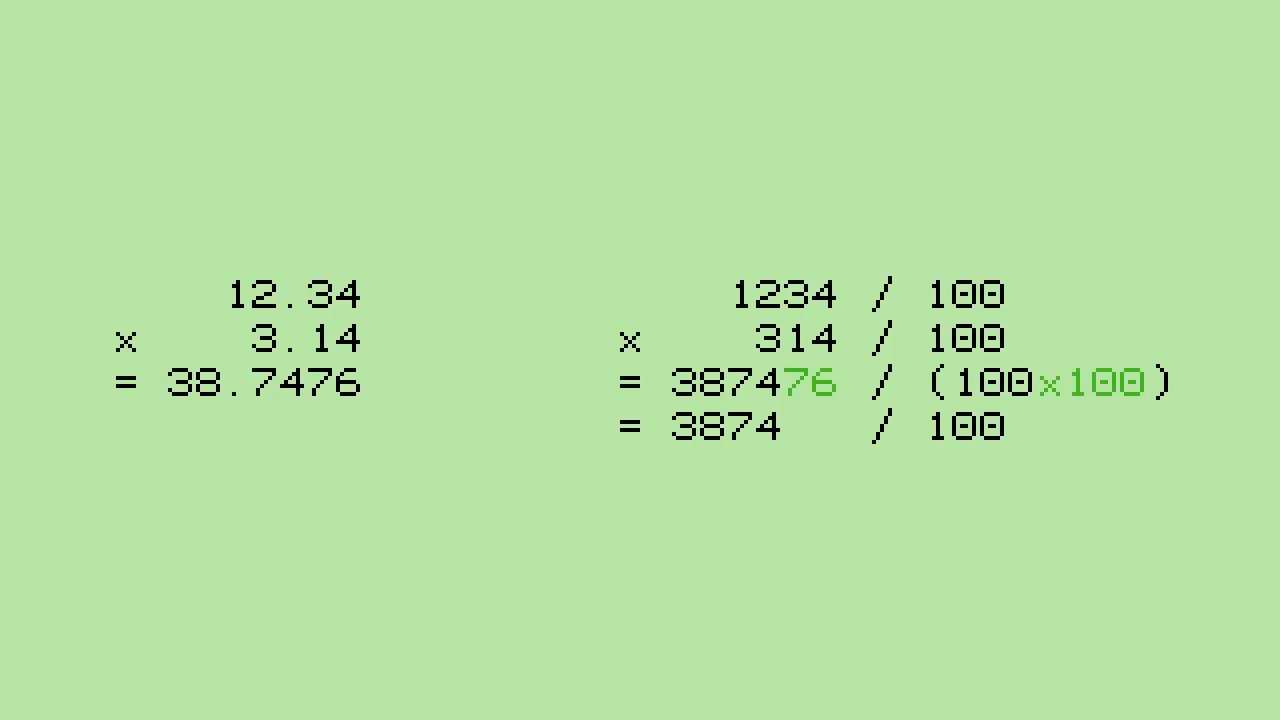 12.34
x 3.14
= 38.7476
1234 / 100
x 314 / 100
= 387476 / (100x100)
= 3874 / 100